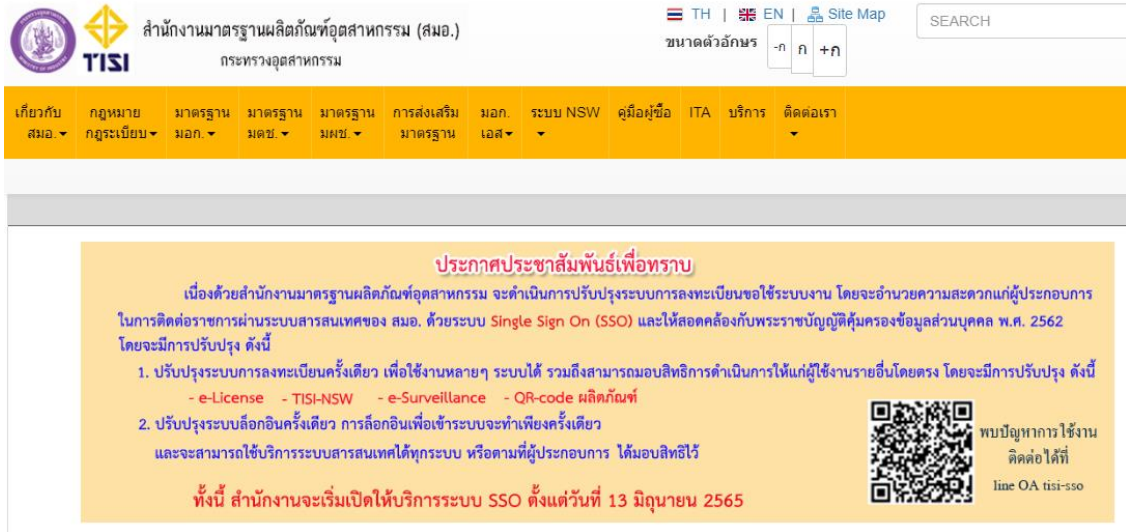 TH | EN | Site Map
SEARCH
สำนักงานมาตรฐานผลิตภัณฑ์อุตสาหกรรม (สมอ.)
กระทรวงอุตสาหกรรม
TISI
ขนาดตัวอักษร -ก ก +ก
เกี่ยวกับ สมอ.
กฎหมาย กฎระเบียบ
มาตรฐาน มอก.
มาตรฐาน มตช.
มาตรฐาน มผช.
การส่งเสริม มาตรฐาน
มอก. เอส
ระบบ NSW
คู่มือผู้ซื้อ
ITA
บริการ
ติดต่อเรา
ประกาศประชาสัมพันธ์เพื่อทราบ
เนื่องด้วยสำนักงานมาตรฐานผลิตภัณฑ์อุตสาหกรรม จะดำเนินการปรับปรุงระบบการลงทะเบียนขอใช้ระบบงาน โดยจะอำนวยความสะดวกแก่ผู้ประกอบการ
ในการติดต่อราชการผ่านระบบสารสนเทศของ สมอ. ด้วยระบบ Single Sign On (SSO) และให้สอดคล้องกับพระราชบัญญัติคุ้มครองข้อมูลส่วนบุคคล พ.ศ. 2562
โดยจะมีการปรับปรุง ดังนี้
1. ปรับปรุงระบบการลงทะเบียนครั้งเดียว เพื่อใช้งานหลายๆ ระบบได้ รวมถึงสามารถมอบสิทธิการดำเนินการให้แก่ผู้ใช้งานรายอื่นโดยตรง โดยจะมีการปรับปรุง ดังนี้
- e-License - TISI-NSW - e-Surveillance - QR-code ผลิตภัณฑ์
2. ปรับปรุงระบบล็อกอินครั้งเดียว การล็อกอินเพื่อเข้าระบบจะทำเพียงครั้งเดียว
และจะสามารถใช้บริการระบบสารสนเทศได้ทุกระบบ หรือตามที่ผู้ประกอบการ ได้มอบสิทธิไว้
พบปัญหาการใช้งาน
ติดต่อได้ที่
line OA tisi-sso
ทั้งนี้ สำนักงานจะเริ่มเปิดให้บริการระบบ SSO ตั้งแต่วันที่ 13 มิถุนายน 2565